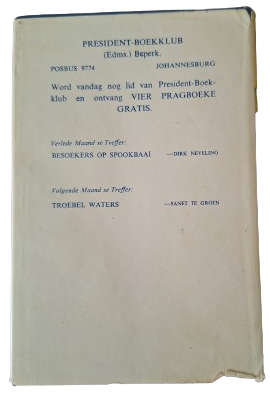 PRESIDENT-BOEKKLUB
(Edms.) Beperk.
POSBUS 9774 JOHANNESBURG
Word vandag nog lid van President-Boek-
klub en ontvang VIER PRAGBOEKE
GRATIS.
Verlede Maand se Treffer:
BESOEKERS OP SPOOKBAAI —DIRK NEVELING
Volgende Maand se Treffer:
TROEBEL WATERS —SANET TE GROEN